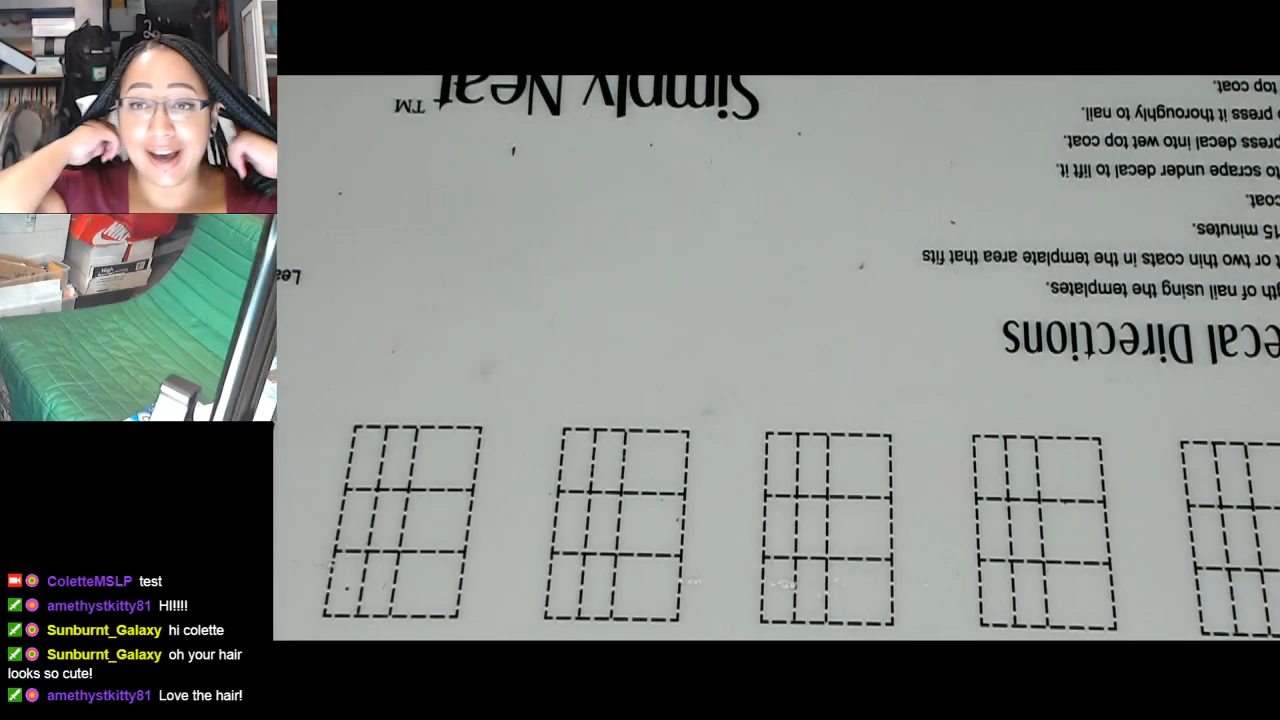 Simply Neat™
top coat.
press it thoroughly to nail.
press decal into wet top coat.
to scrape under decal to lift it.
coat.
15 minutes.
or two thin coats in the template area that fits
of nail using the templates.
Directions
High
ColetteMSLP test
amethystkitty81 HI!!!!
Sunburnt_Galaxy hi colette
Sunburnt_Galaxy oh your hair
looks so cute!
amethystkitty81 Love the hair!